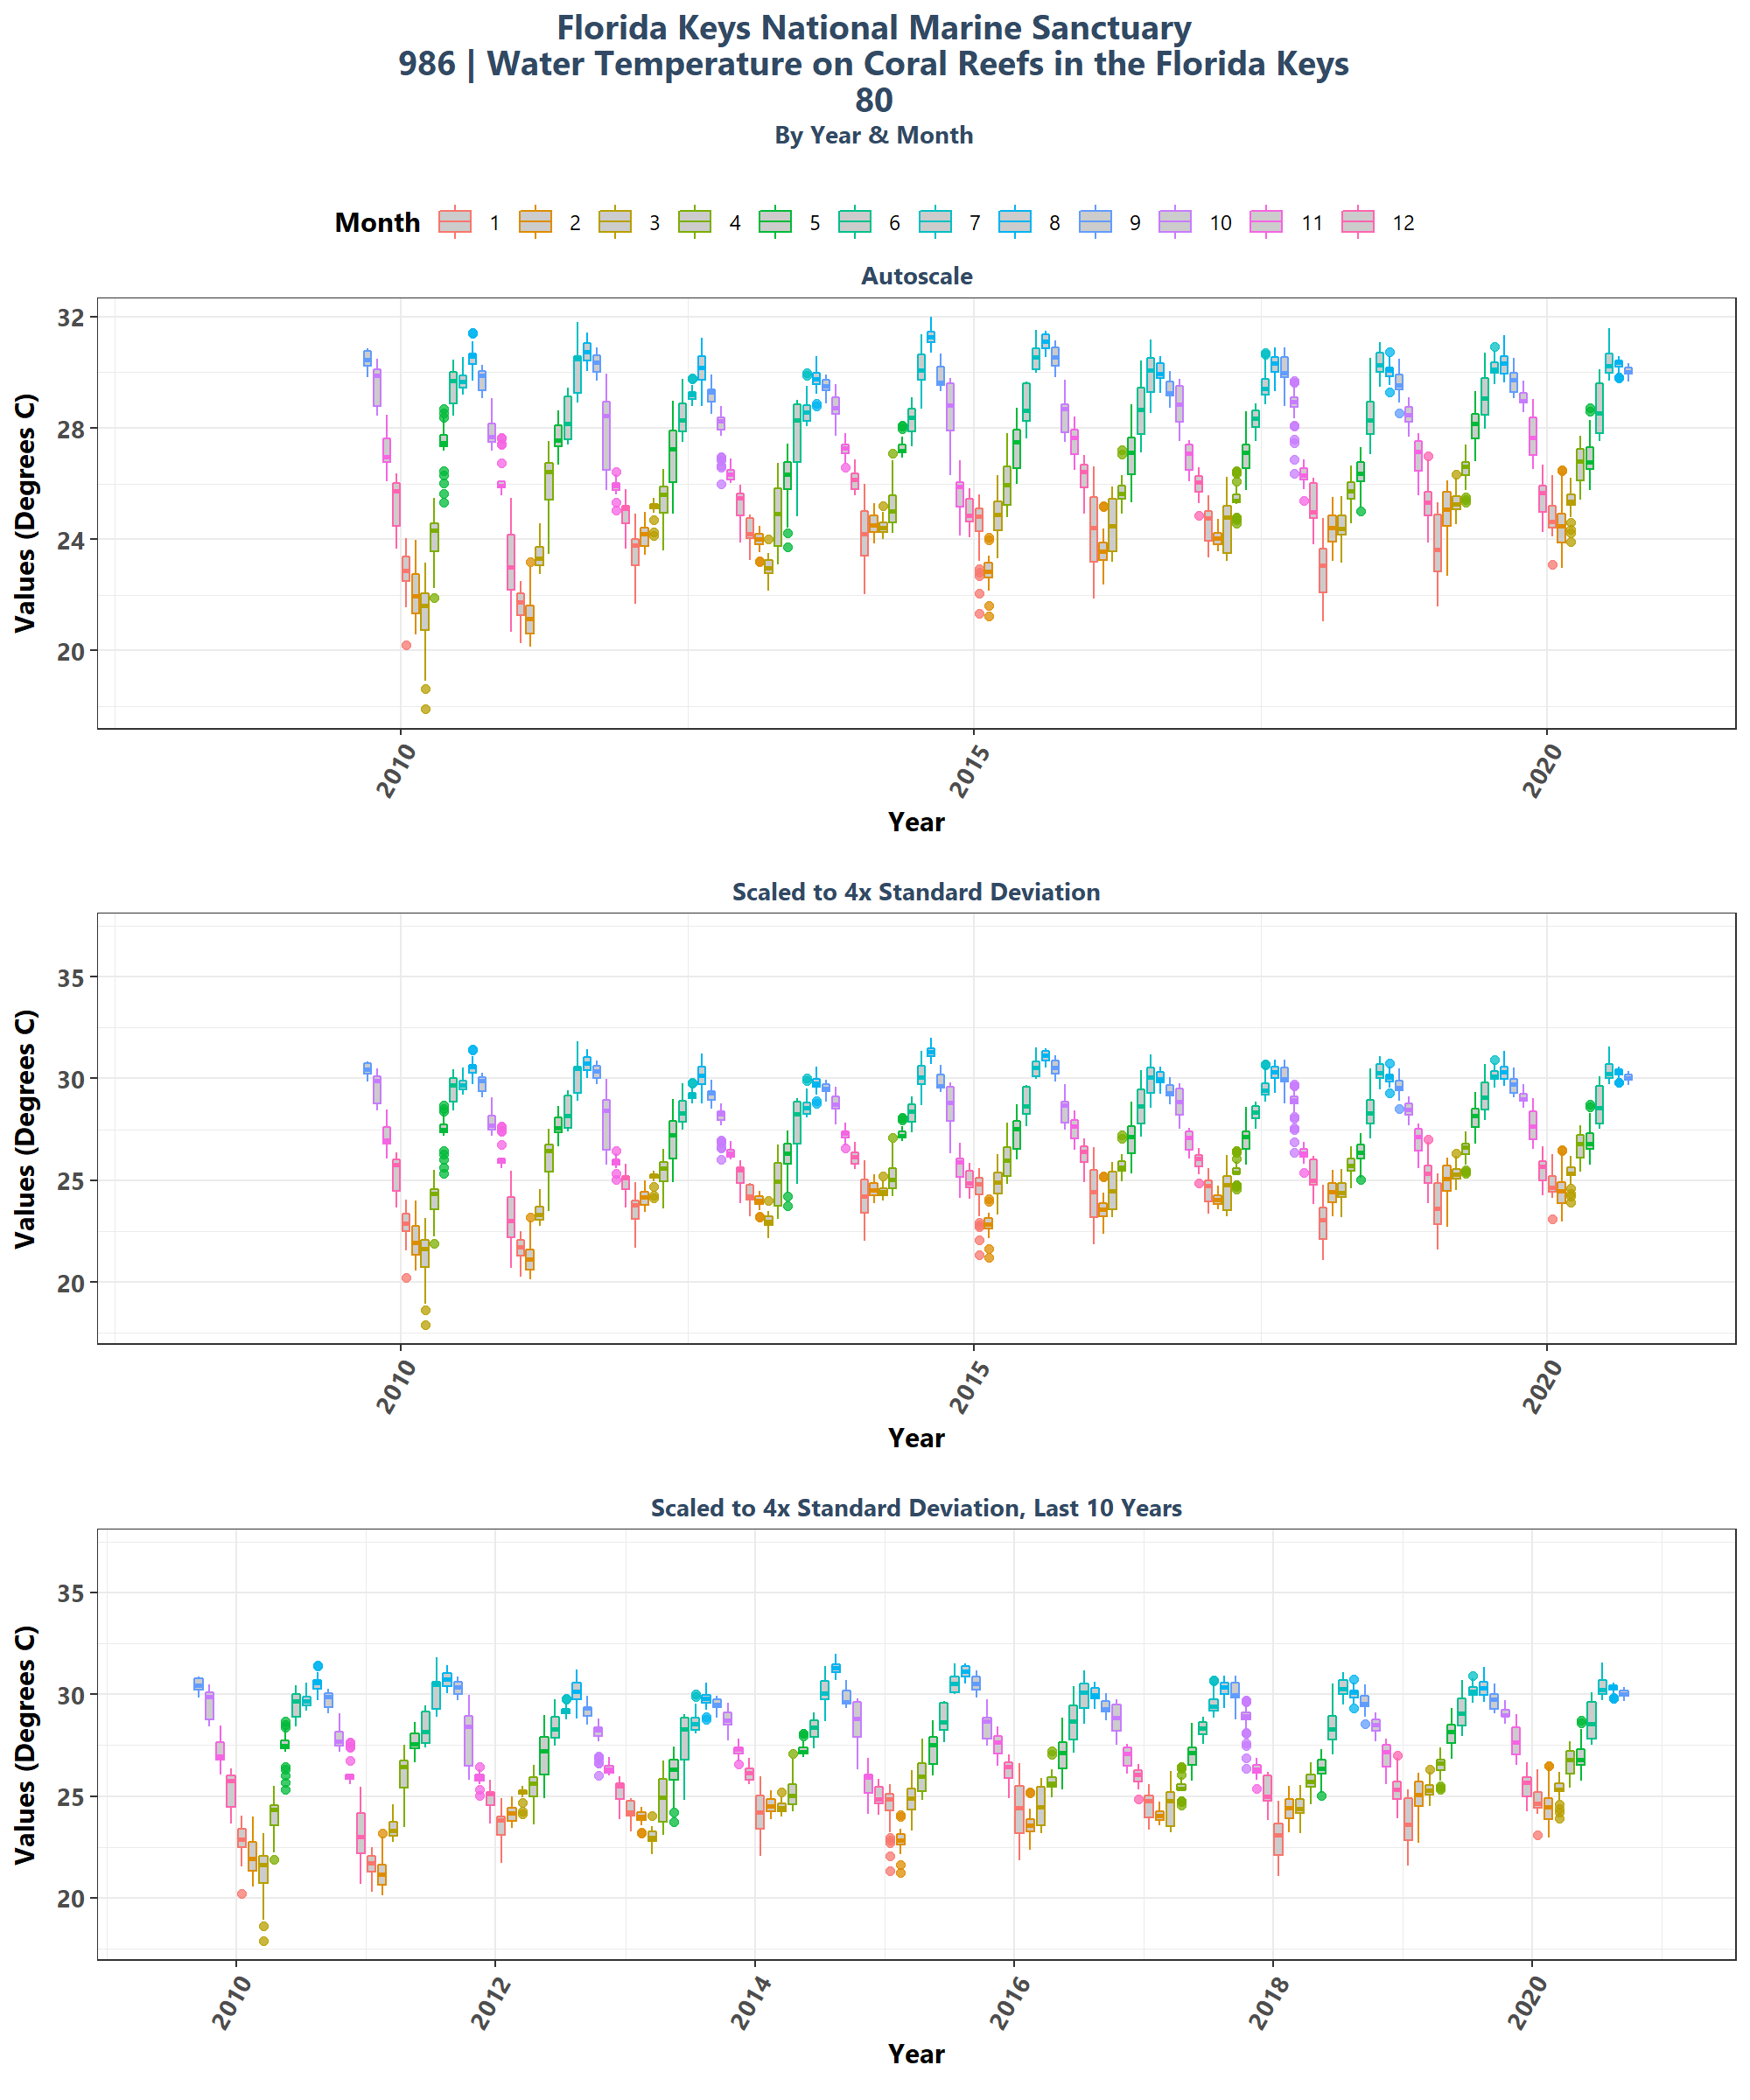 Florida Keys National Marine Sanctuary
986 | Water Temperature on Coral Reefs in the Florida Keys
80
By Year & Month
Month 1 2 3 4 5 6 7 8 9 10 11 12
Autoscale
Values (Degrees C)
32
28
24
20
2010 2015 2020
Year
Scaled to 4x Standard Deviation
Values (Degrees C)
35
30
25
20
2010 2015 2020
Year
Scaled to 4x Standard Deviation, Last 10 Years
Values (Degrees C)
35
30
25
20
2010 2012 2014 2016 2018 2020
Year